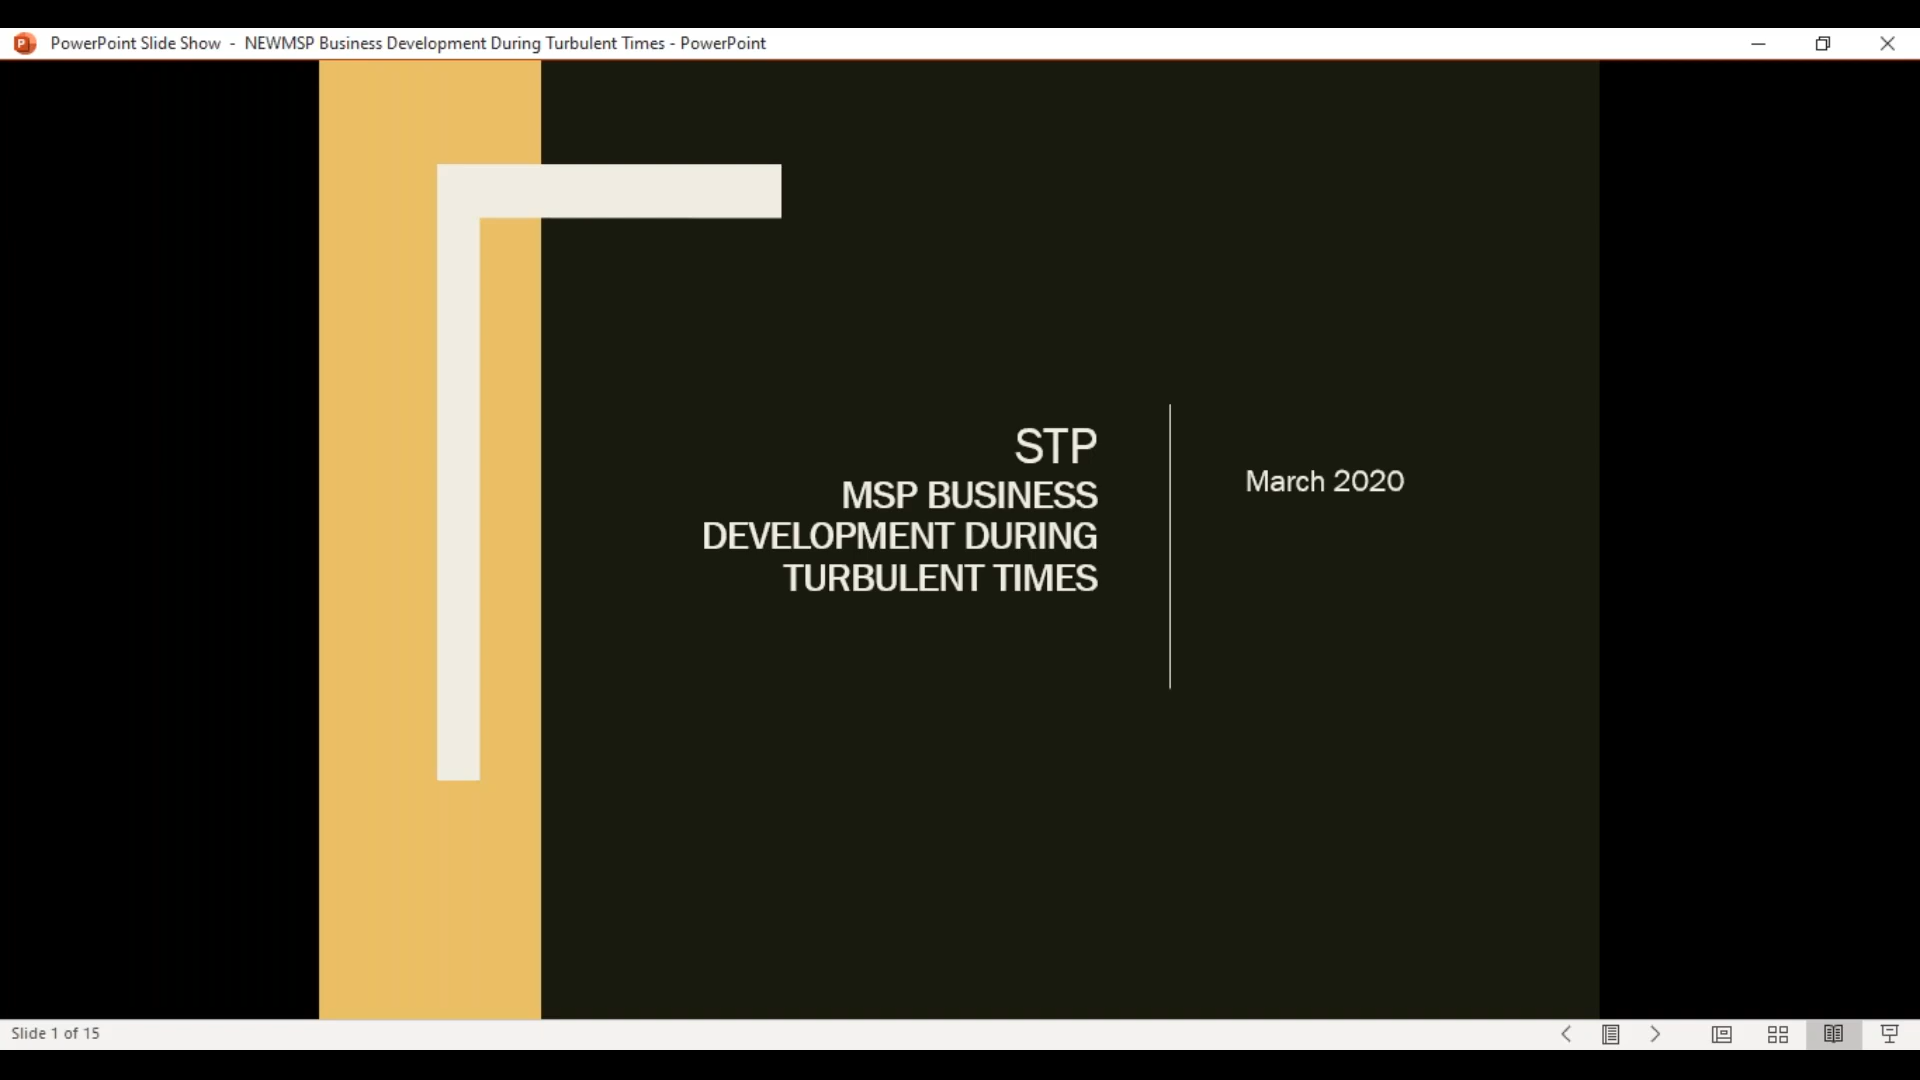 PowerPoint Slide Show - NEWMSP Business Development During Turbulent Times - PowerPoint
STP
MSP BUSINESS
DEVELOPMENT DURING
TURBULENT TIMES
March 2020
Slide 1 of 15